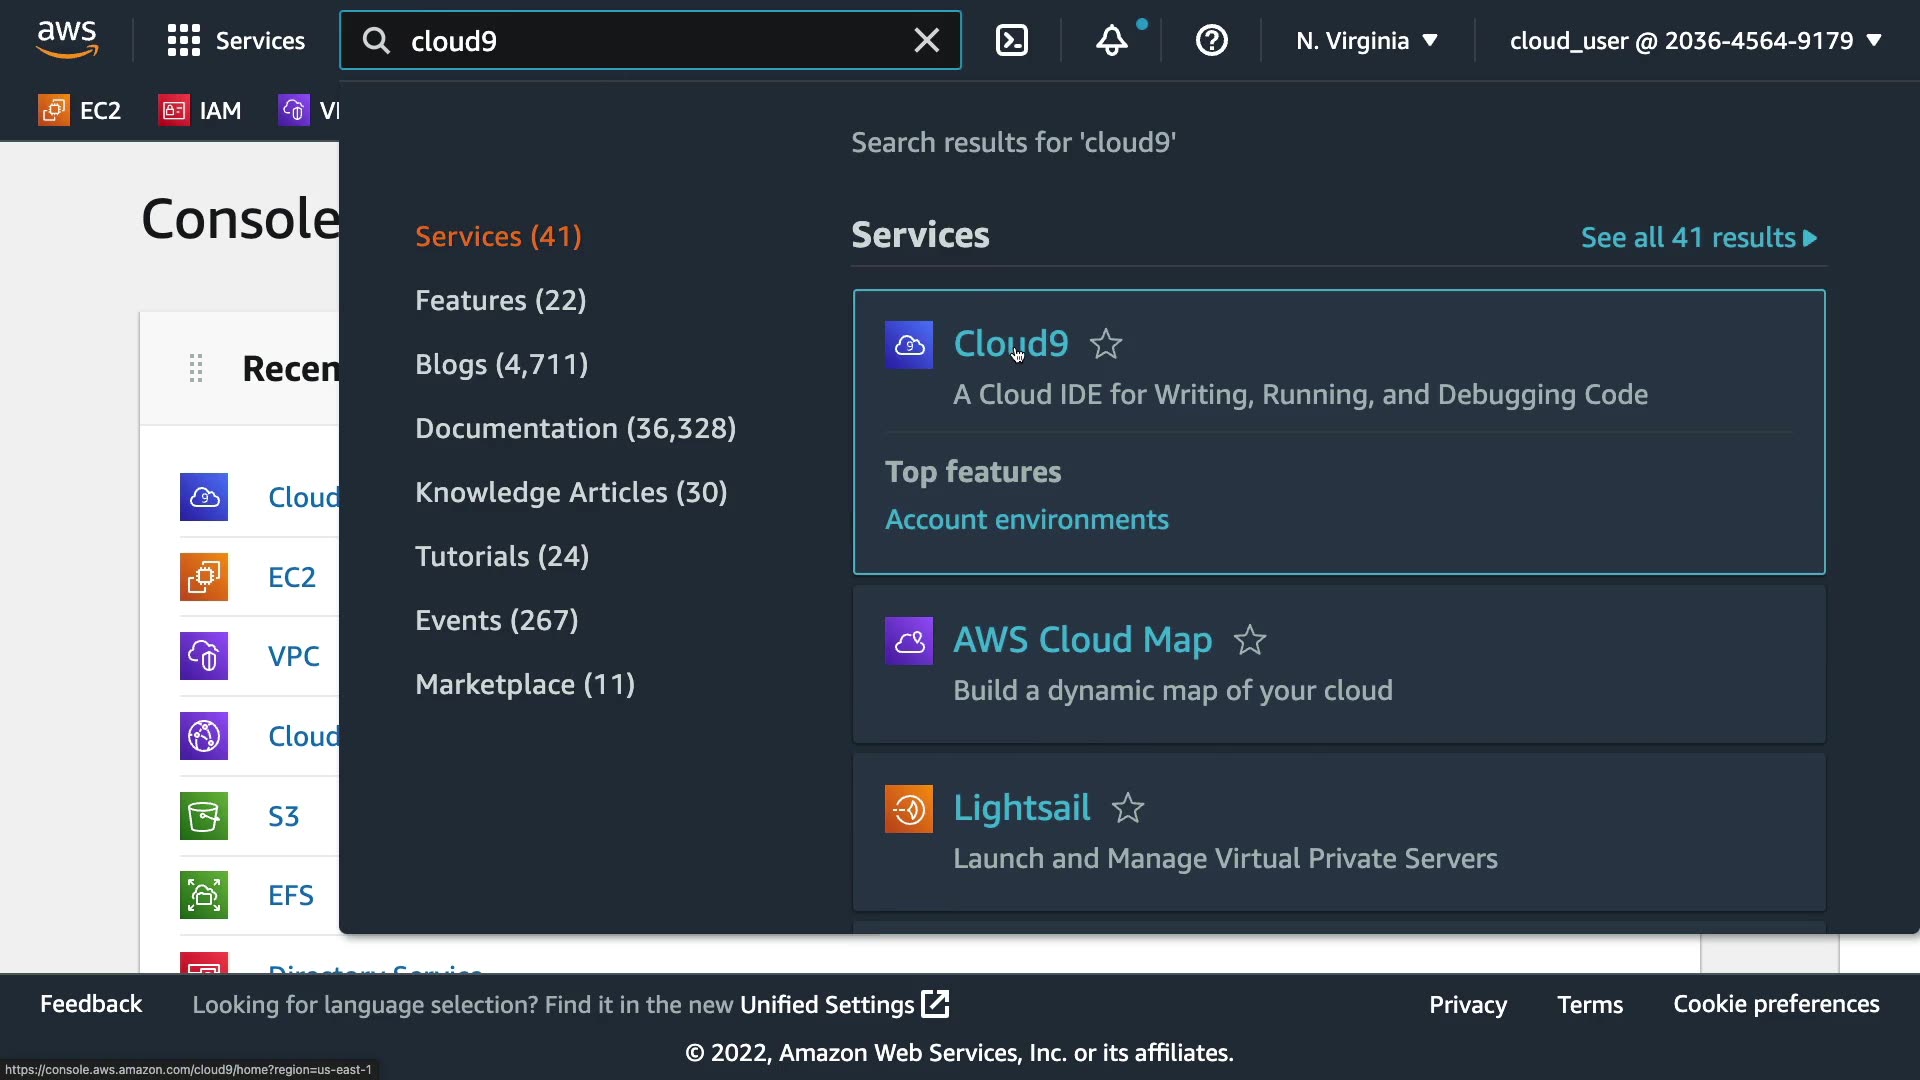 aws
Services
cloud9
N. Virginia
cloud_user @ 2036-4564-9179
EC2
IAM
Search results for 'cloud9'
Console
Services (41)
Features (22)
Blogs (4,711)
Documentation (36,328)
Knowledge Articles (30)
Tutorials (24)
Events (267)
Marketplace (11)
Services
See all 41 results
Cloud9
A Cloud IDE for Writing, Running, and Debugging Code
Top features
Account environments
AWS Cloud Map
Build a dynamic map of your cloud
Lightsail
Launch and Manage Virtual Private Servers
Recen
Cloud
EC2
VPC
Cloud
S3
EFS
Directory Service
Feedback
Looking for language selection? Find it in the new Unified Settings
Privacy
Terms
Cookie preferences
© 2022, Amazon Web Services, Inc. or its affiliates.
https://console.aws.amazon.com/cloud9/home?region=us-east-1